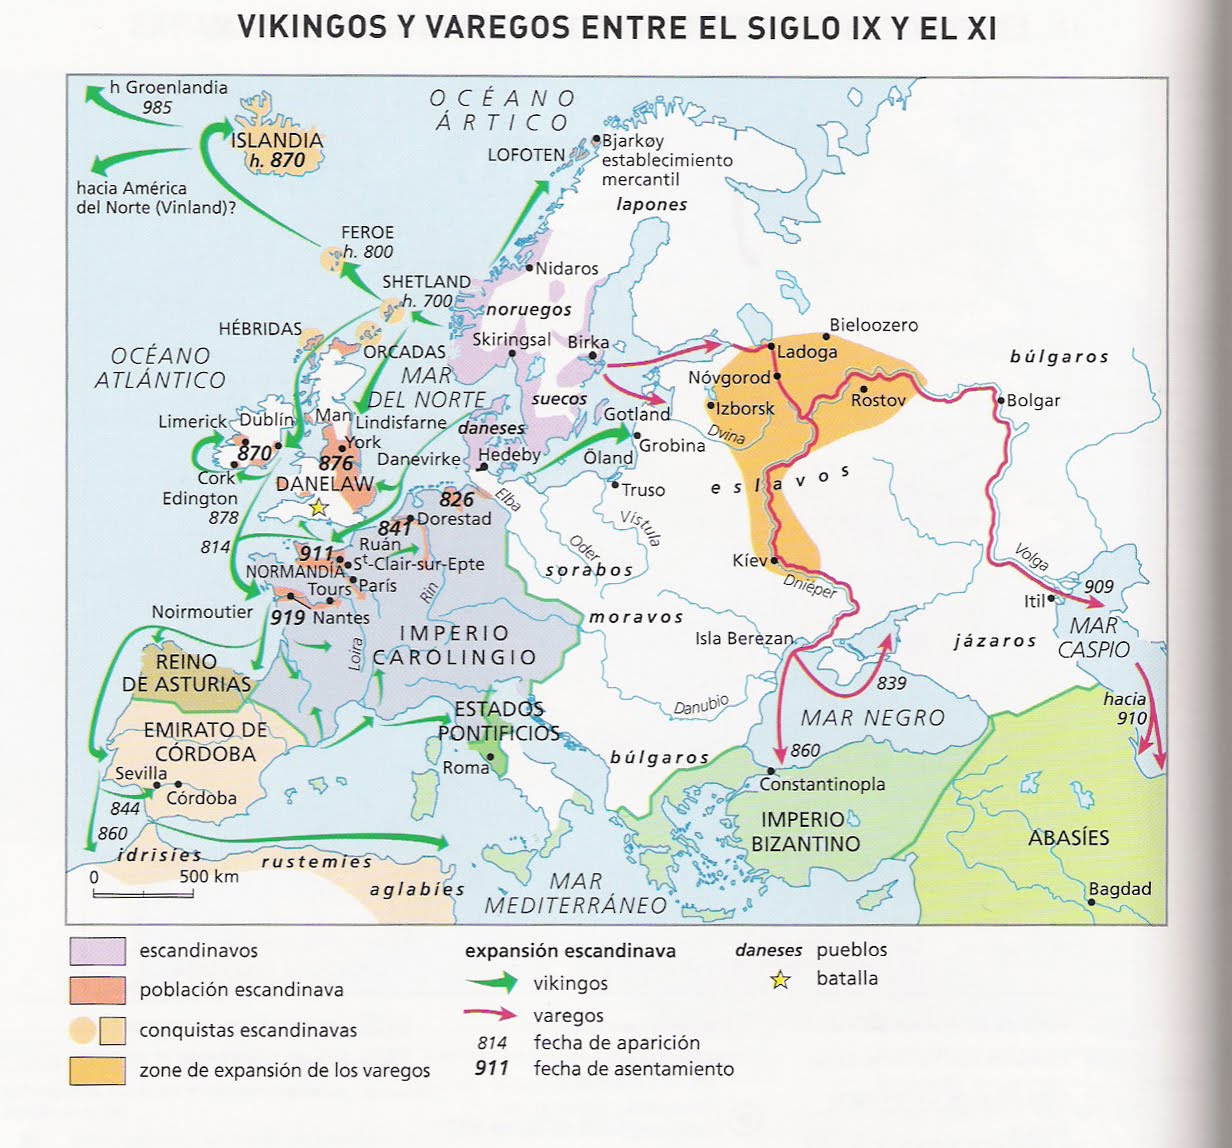 VIKINGOS Y VAREGOS ENTRE EL SIGLO IX Y EL XI
h Groenlandia
985
OCÉANO
ÁRTICO
ISLANDIA
h. 870
LOFOTEN
Bjarkøy
establecimiento
mercantil
lapones
hacia América
del Norte (Vinland)?
FEROE
h. 800
SHETLAND
h. 700
Nidaros
noruegos
HÉBRIDAS
ORCADAS
Skiringsal
Birka
Bieloozero
Ladoga
búlgaros
OCÉANO
ATLÁNTICO
MAR
DEL NORTE
Nóvgorod
Izborsk
Rostov
Bolgar
suecos
Gotland
Limerick
Dublín
Man
Lindisfarne
daneses
Grobina
Dvina
870
York
876
Danevirke
Hedeby
Öland
Cork
DANELAW
eslavos
Edington
878
826
Elba
Truso
841
Dorestad
Vístula
814
911
Ruán
Oder
NORMANDÍA
St-Clair-sur-Epte
sorabos
Kíev
Volga
Tours
París
Rin
Dniéper
909
Itil
Noirmoutier
919
Nantes
moravos
Isla Berezan
jázaros
MAR
CASPIO
IMPERIO
CAROLINGIO
Loira
REINO
DE ASTURIAS
839
Danubio
hacia
910
ESTADOS
PONTIFICIOS
MAR NEGRO
EMIRATO DE
CÓRDOBA
búlgaros
860
Roma
Sevilla
Córdoba
Constantinopla
844
860
IMPERIO
BIZANTINO
ABASÍES
idrisíes
rustemíes
aglabíes
0
500 km
MAR
MEDITERRÁNEO
Bagdad
escandinavos
población escandinava
conquistas escandinavas
zone de expansión de los varegos
expansión escandinava
vikingos
varegos
814 fecha de aparición
911 fecha de asentamiento
daneses pueblos
batalla